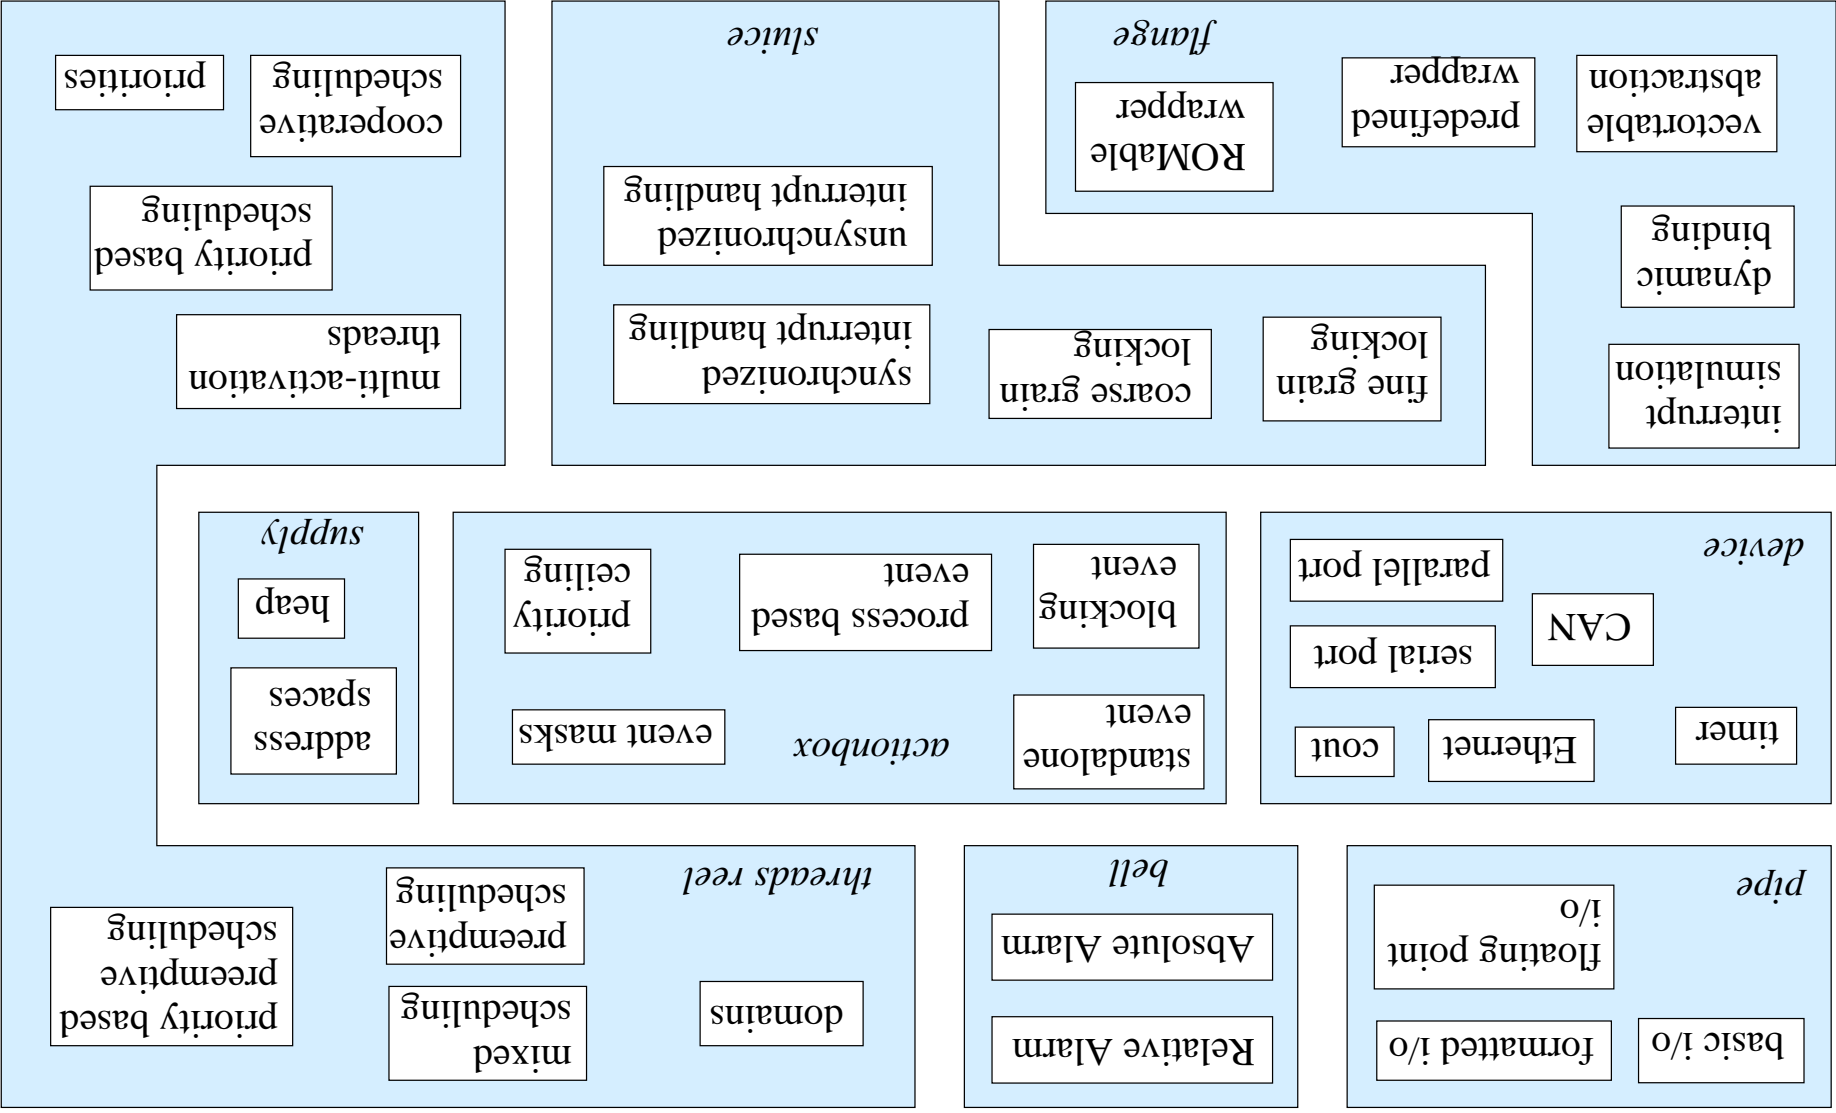 basic i/o
formatted i/o
floating point
i/o
pipe
Relative Alarm
Absolute Alarm
bell
domains
mixed
scheduling
preemptive
scheduling
priority based
preemptive
scheduling
threads reel
timer
Ethernet
cout
CAN
serial port
parallel port
device
standalone
event
actionbox
event masks
blocking
event
process based
event
priority
ceiling
address
spaces
heap
supply
interrupt
simulation
dynamic
binding
vectortable
abstraction
predefined
wrapper
ROMable
wrapper
flange
fine grain
locking
coarse grain
locking
synchronized
interrupt handling
unsynchronized
interrupt handling
sluice
multi-activation
threads
priority based
scheduling
cooperative
scheduling
priorities